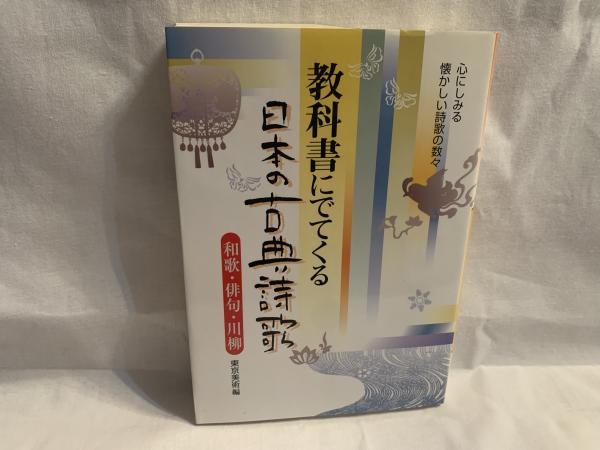 心にしみる
懐かしい詩歌の数々
教科書にでてくる
日本の古典詩歌
和歌・俳句・川柳
東京美術 編